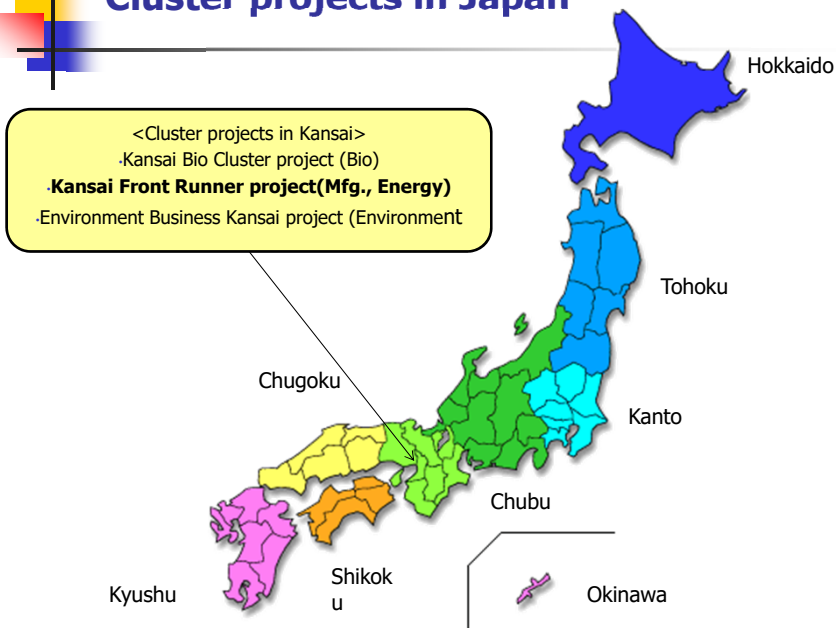 Cluster projects in Japan
Hokkaido
<Cluster projects in Kansai>
·Kansai Bio Cluster project (Bio)
·Kansai Front Runner project(Mfg., Energy)
·Environment Business Kansai project (Environment
Tohoku
Chugoku
Kanto
Chubu
Kyushu
Shikok
u
Okinawa